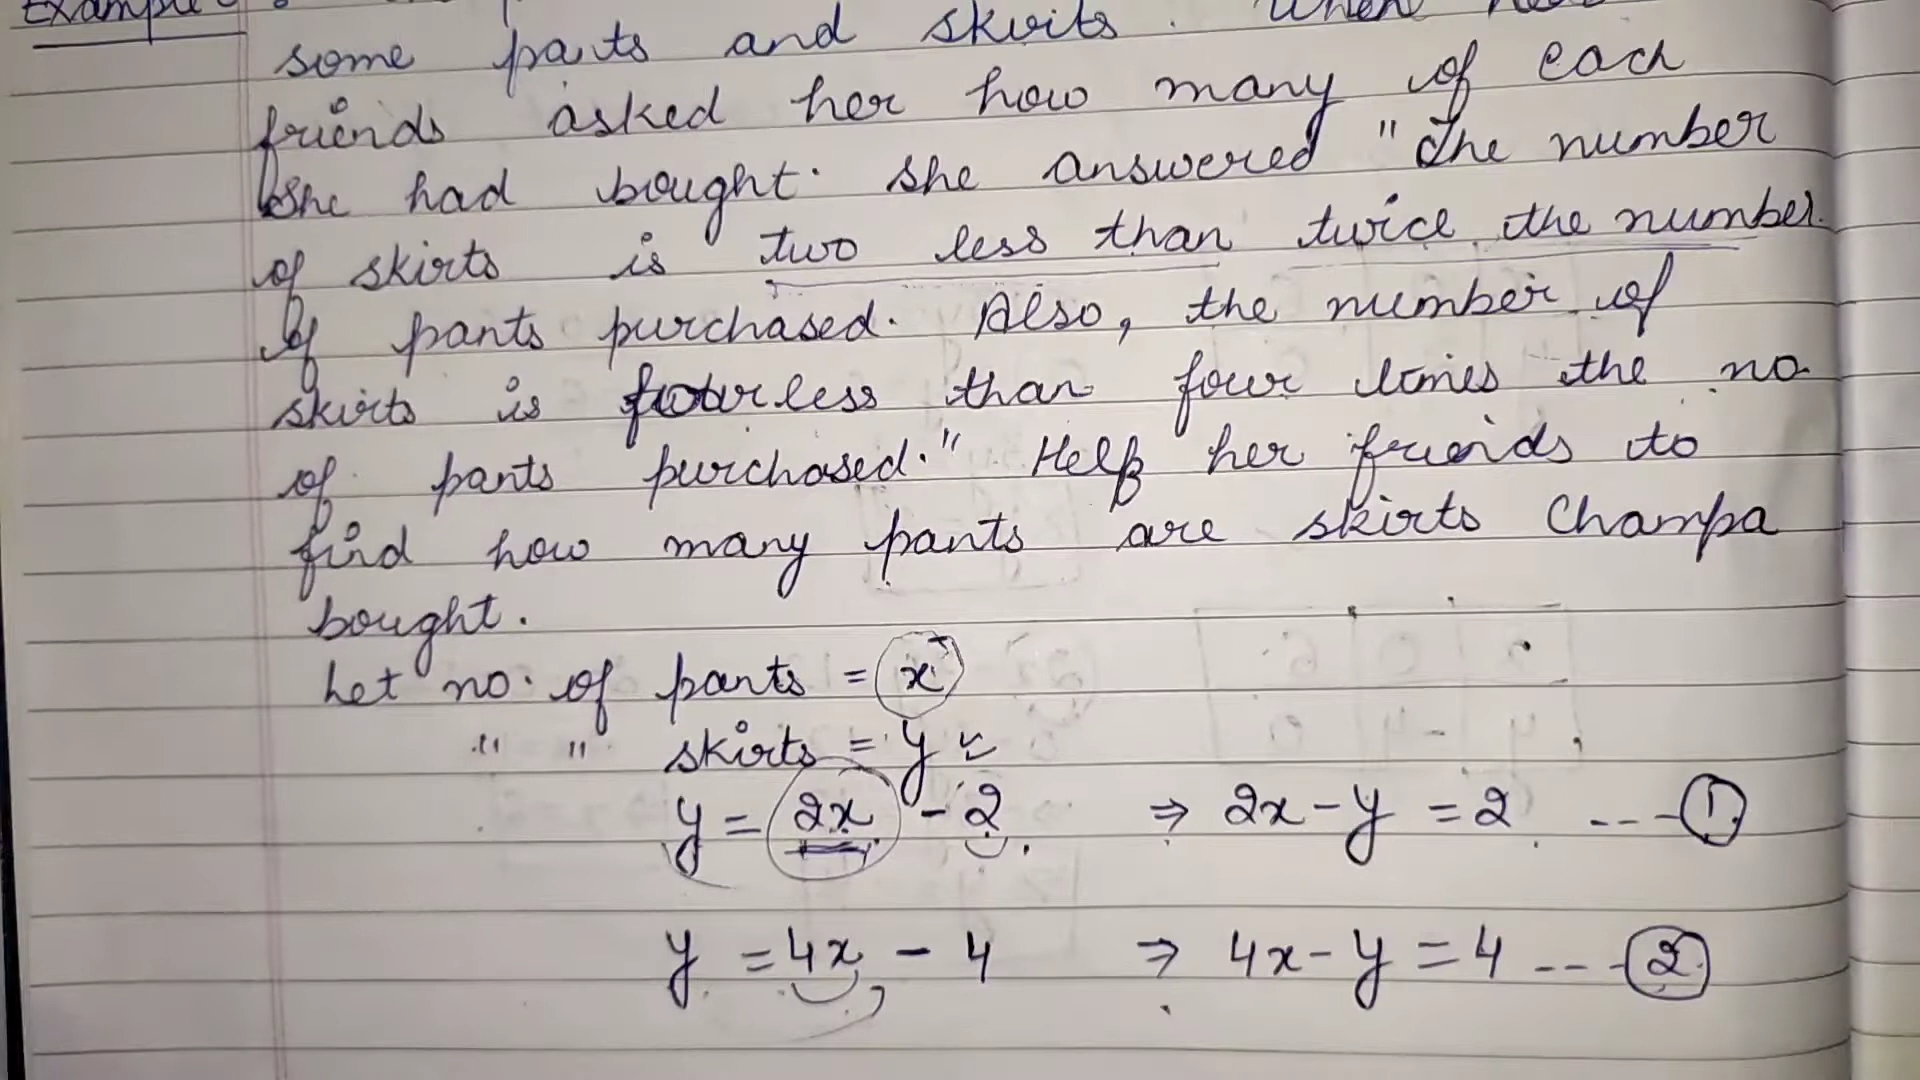 Example
some pants and skirts. When
friends asked her how many of each
she had bought. she answered "The number
of skirts is two less than twice the number
of pants purchased. Also, the number of
skirts is four less than four times the no.
of pants purchased." Help her friends to
find how many pants are skirts Champa
bought.
Let no. of pants = x
" " skirts = y
y = 2x - 2 ⇒ 2x - y = 2 --- ①
y = 4x - 4 ⇒ 4x - y = 4 --- ②